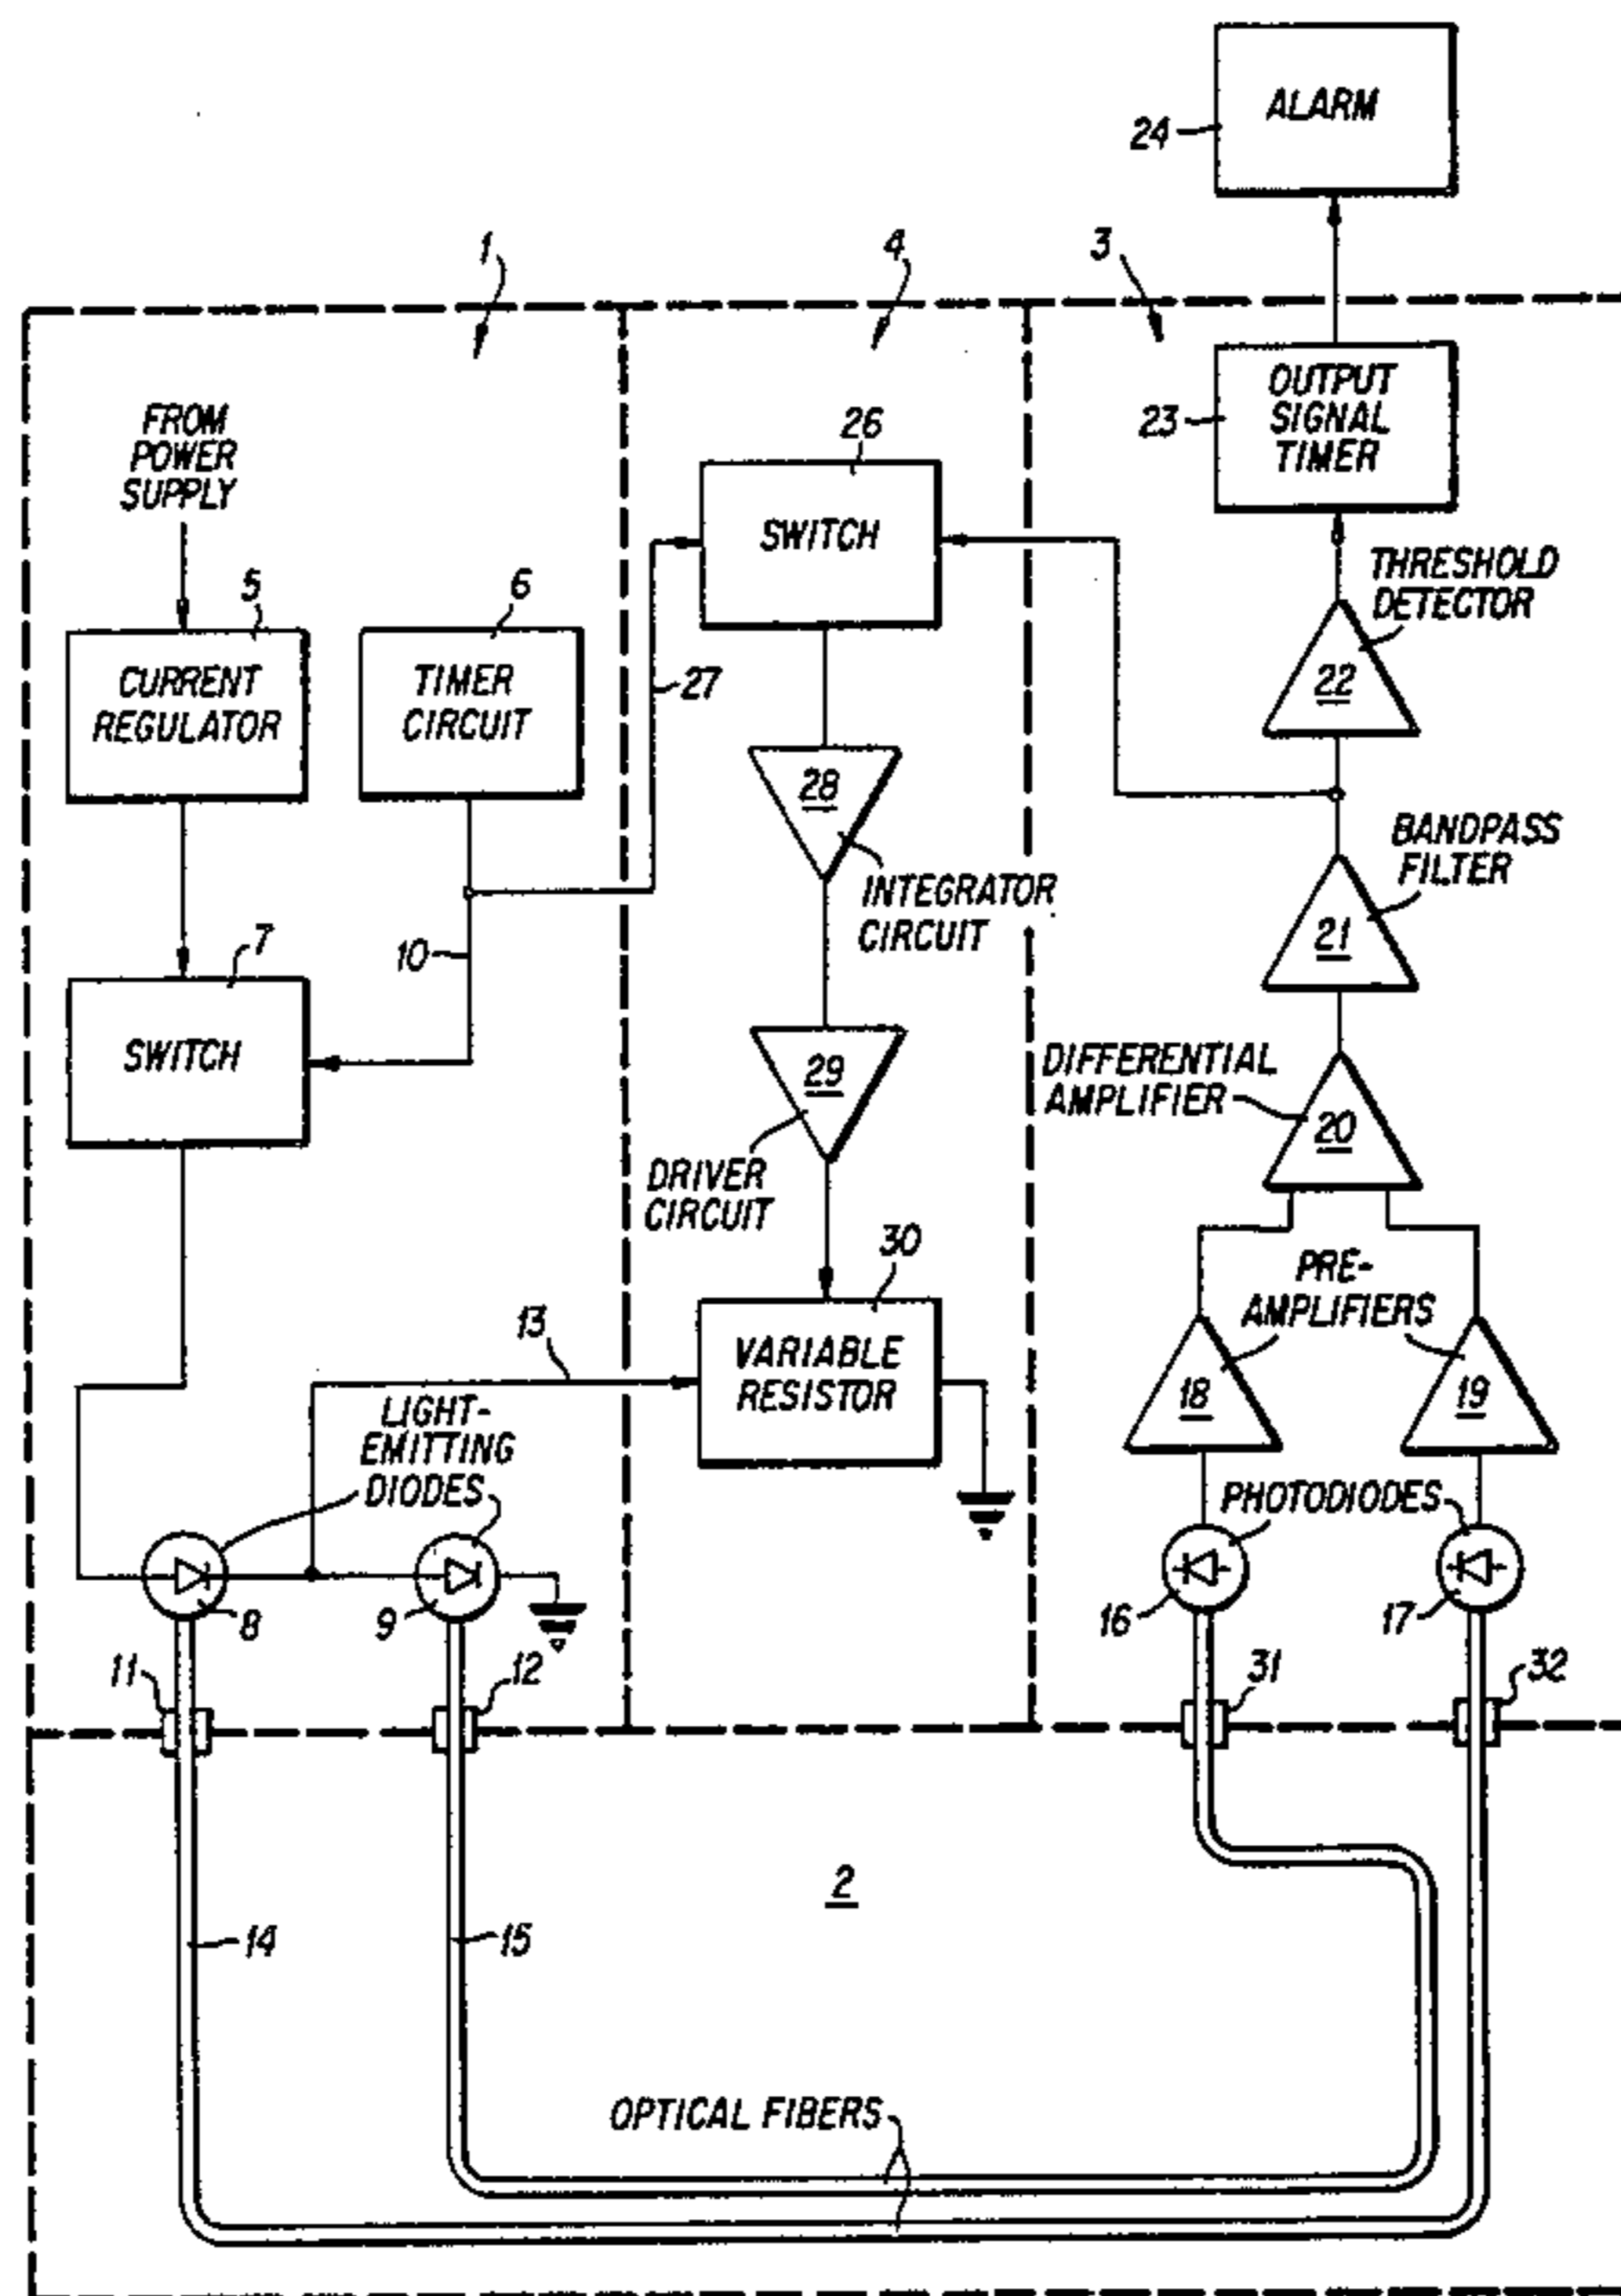 ALARM
24
1
4
3
FROM
POWER
SUPPLY
26
SWITCH
OUTPUT
SIGNAL
TIMER
23
THRESHOLD
DETECTOR
5
6
CURRENT
REGULATOR
TIMER
CIRCUIT
27
22
28
INTEGRATOR
CIRCUIT
BANDPASS
FILTER
21
7
10
SWITCH
29
DRIVER
CIRCUIT
DIFFERENTIAL
AMPLIFIER
20
30
13
VARIABLE
RESISTOR
PRE-
AMPLIFIERS
18
19
LIGHT-
EMITTING
DIODES
PHOTODIODES
8
9
16
17
11
12
31
32
2
14
15
OPTICAL FIBERS